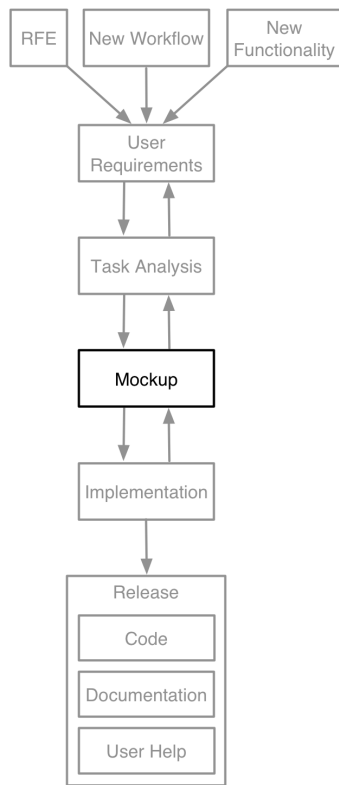 RFE
New Workflow
New
Functionality
User
Requirements
Task Analysis
Mockup
Implementation
Release
Code
Documentation
User Help